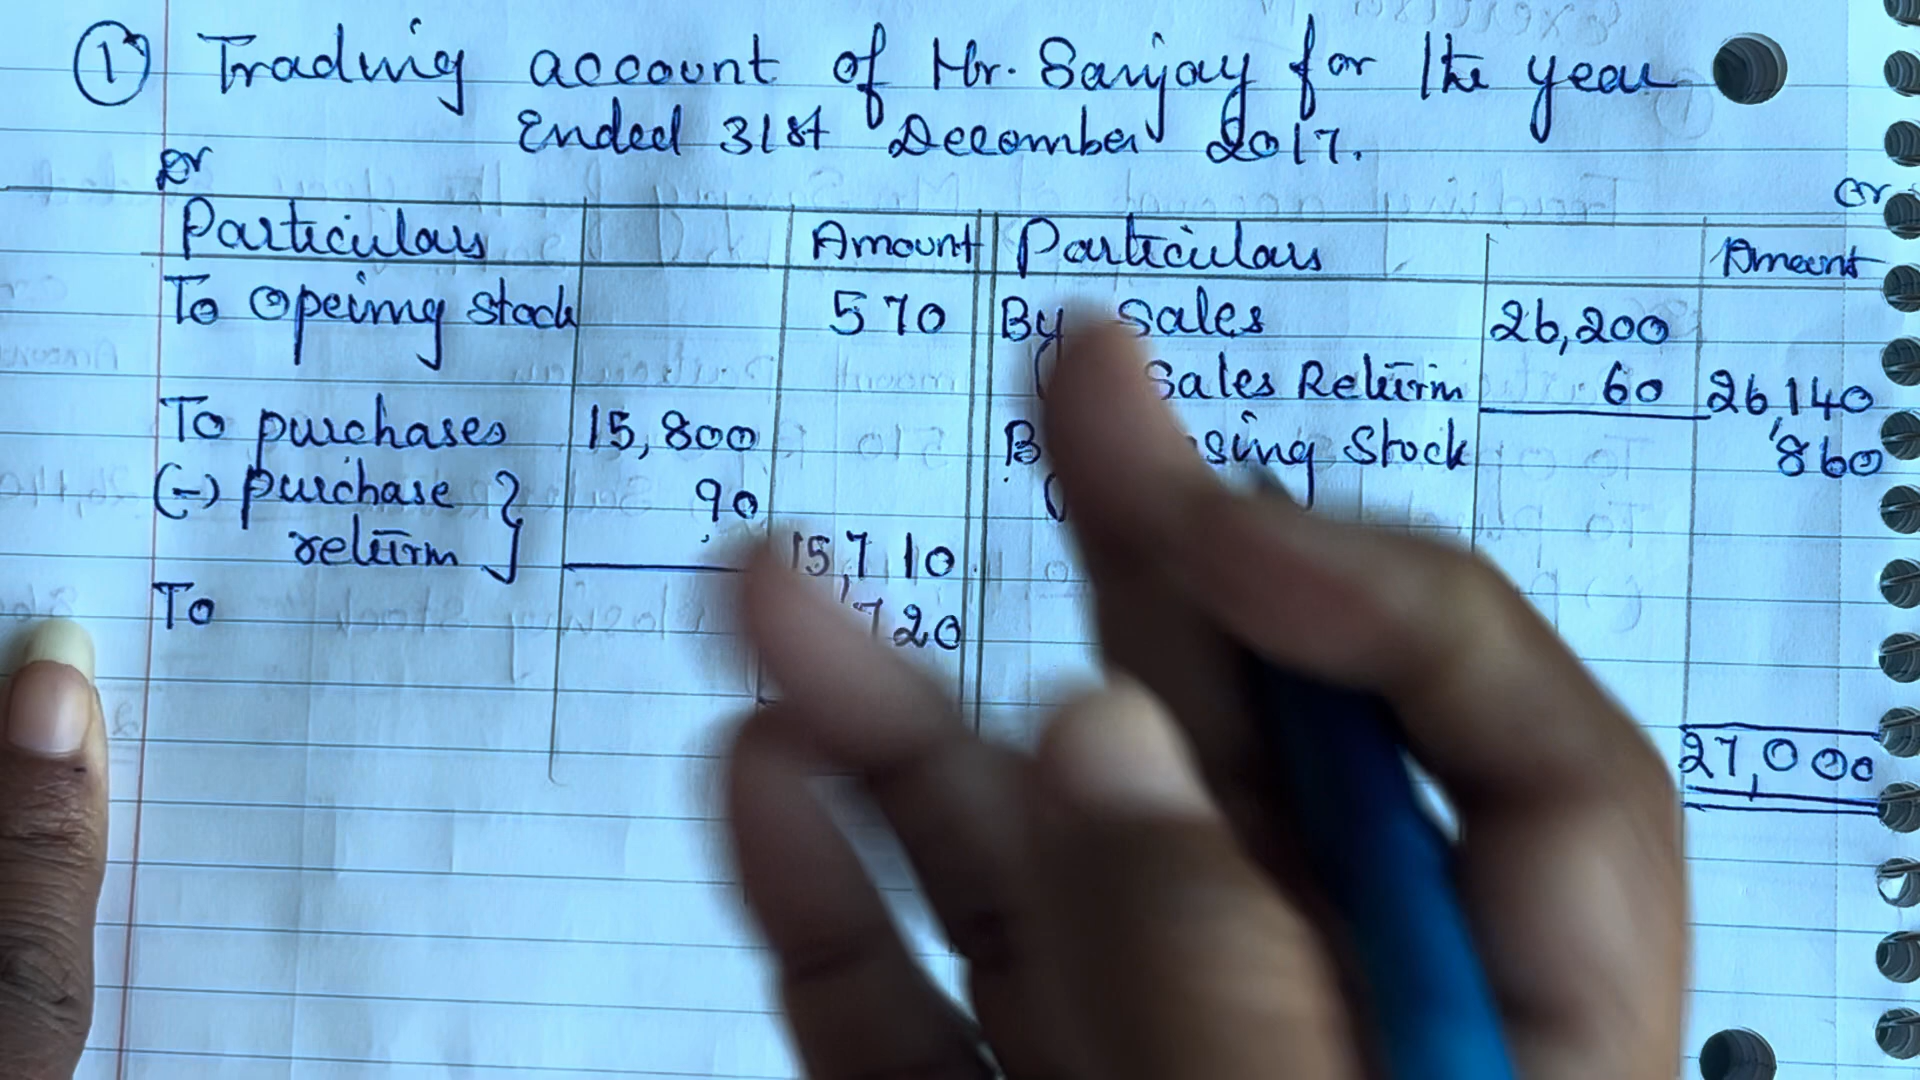 1 Trading account of Mr. Sanjay for the year
Ended 31st December 2017.
Dr
Cr
Particulars Amount Particulars Amount
To Opeimg Stock 570 By Sales 26,200
Sales Return 60 26,140
To purchases 15,800 Stock 860
(-) purchase 90
return 15,710
To 720
27,000